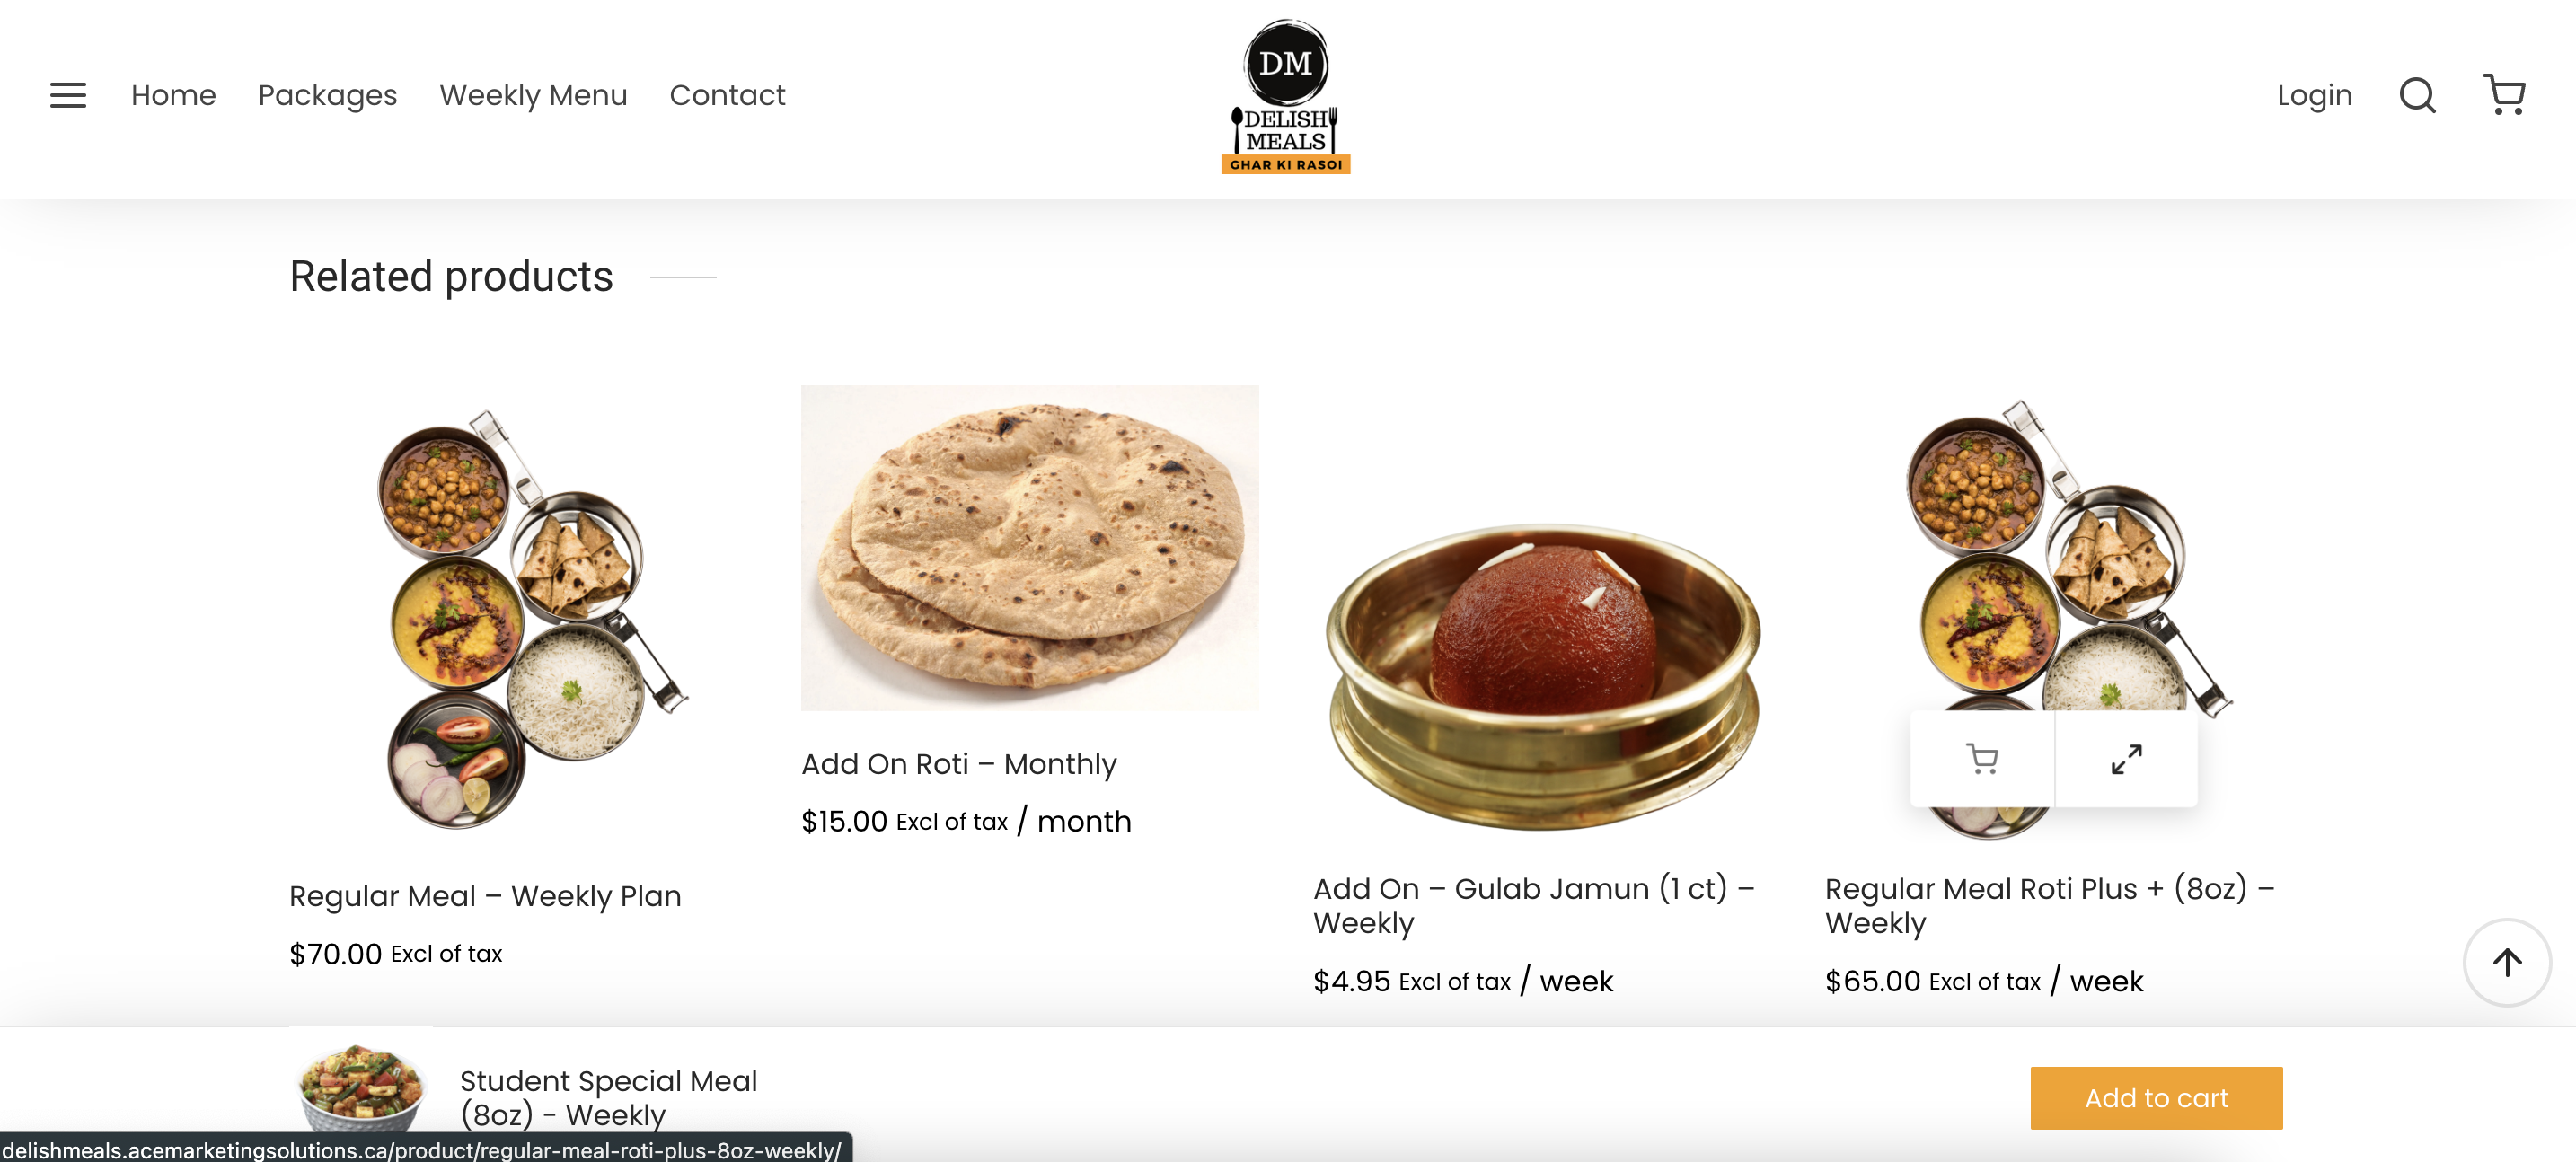 Home Packages Weekly Menu Contact
DM
DELISH
MEALS
GHAR KI RASOI
Login
Related products
Regular Meal – Weekly Plan
$70.00 Excl of tax
Add On Roti – Monthly
$15.00 Excl of tax / month
Add On – Gulab Jamun (1 ct) –
Weekly
$4.95 Excl of tax / week
Regular Meal Roti Plus + (8oz) –
Weekly
$65.00 Excl of tax / week
Student Special Meal
(8oz) - Weekly
Add to cart
delishmeals.acemarketingsolutions.ca/product/regular-meal-roti-plus-8oz-weekly/